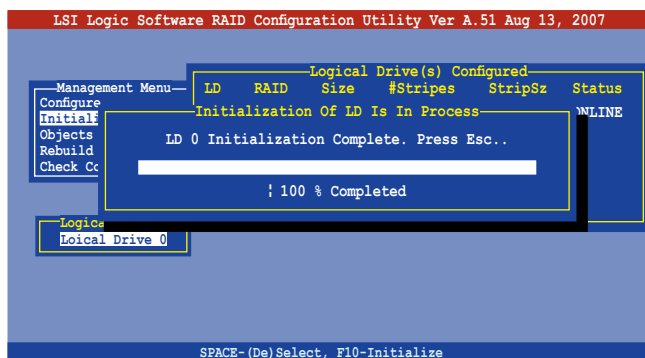 LSI Logic Software RAID Configuration Utility Ver A.51 Aug 13, 2007
Logical Drive(s) Configured
LD RAID Size #Stripes StripSz Status
Management Menu
Configure
Initiali
Objects
Rebuild
Check Co
ONLINE
Initialization Of LD Is In Process
LD 0 Initialization Complete. Press Esc..
¦ 100 % Completed
Logica
Loical Drive 0
SPACE-(De)Select, F10-Initialize